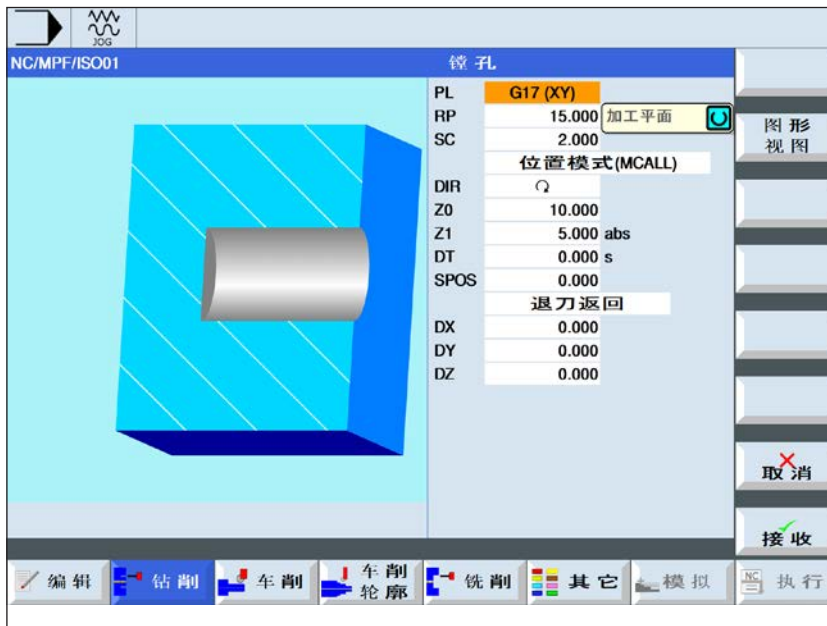 JOG
NC/MPF/ISO01
镗孔
PL G17 (XY)
RP 15.000 加工平面
SC 2.000
位置模式(MCALL)
DIR
Z0 10.000
Z1 5.000 abs
DT 0.000 s
SPOS 0.000
退刀返回
DX 0.000
DY 0.000
DZ 0.000
图形
视图
取消
接收
编辑
钻削
车削
车削
轮廓
铣削
其它
模拟
NC
执行